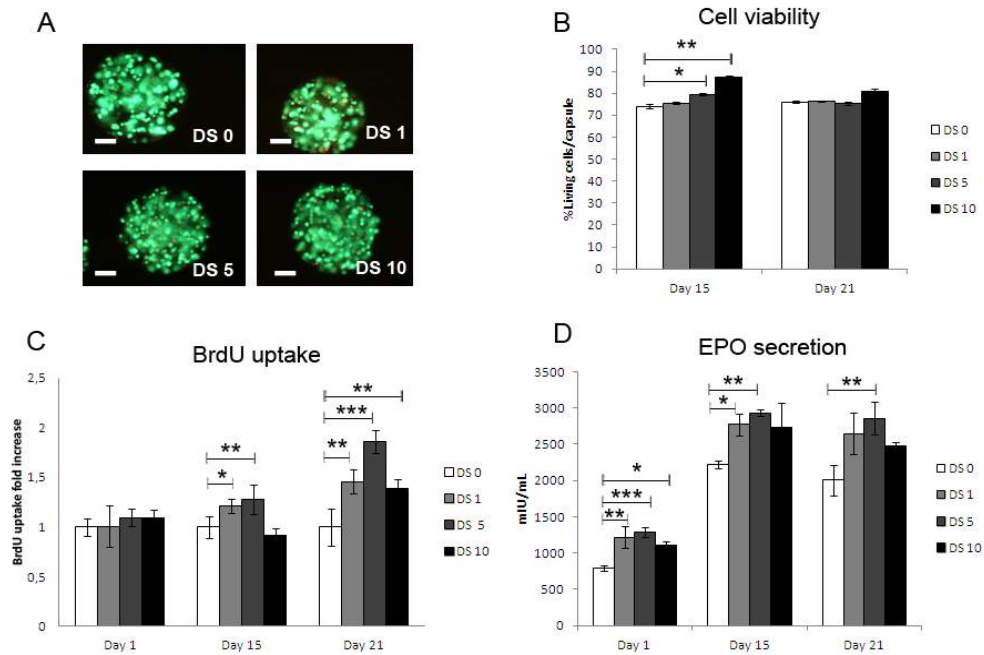 A
DS 0
DS 1
DS 5
DS 10
B
Cell viability
%Living cells/capsule
100
90
80
70
60
50
40
30
20
10
0
**
*
Day 15
Day 21
DS 0
DS 1
DS 5
DS 10
C
BrdU uptake
BrdU uptake fold increase
2,5
2
1,5
1
0,5
0
**
*
**
***
**
Day 1
Day 15
Day 21
DS 0
DS 1
DS 5
DS 10
D
EPO secretion
mIU/mL
3500
3000
2500
2000
1500
1000
500
0
*
***
**
**
*
**
Day 1
Day 15
Day 21
DS 0
DS 1
DS 5
DS 10